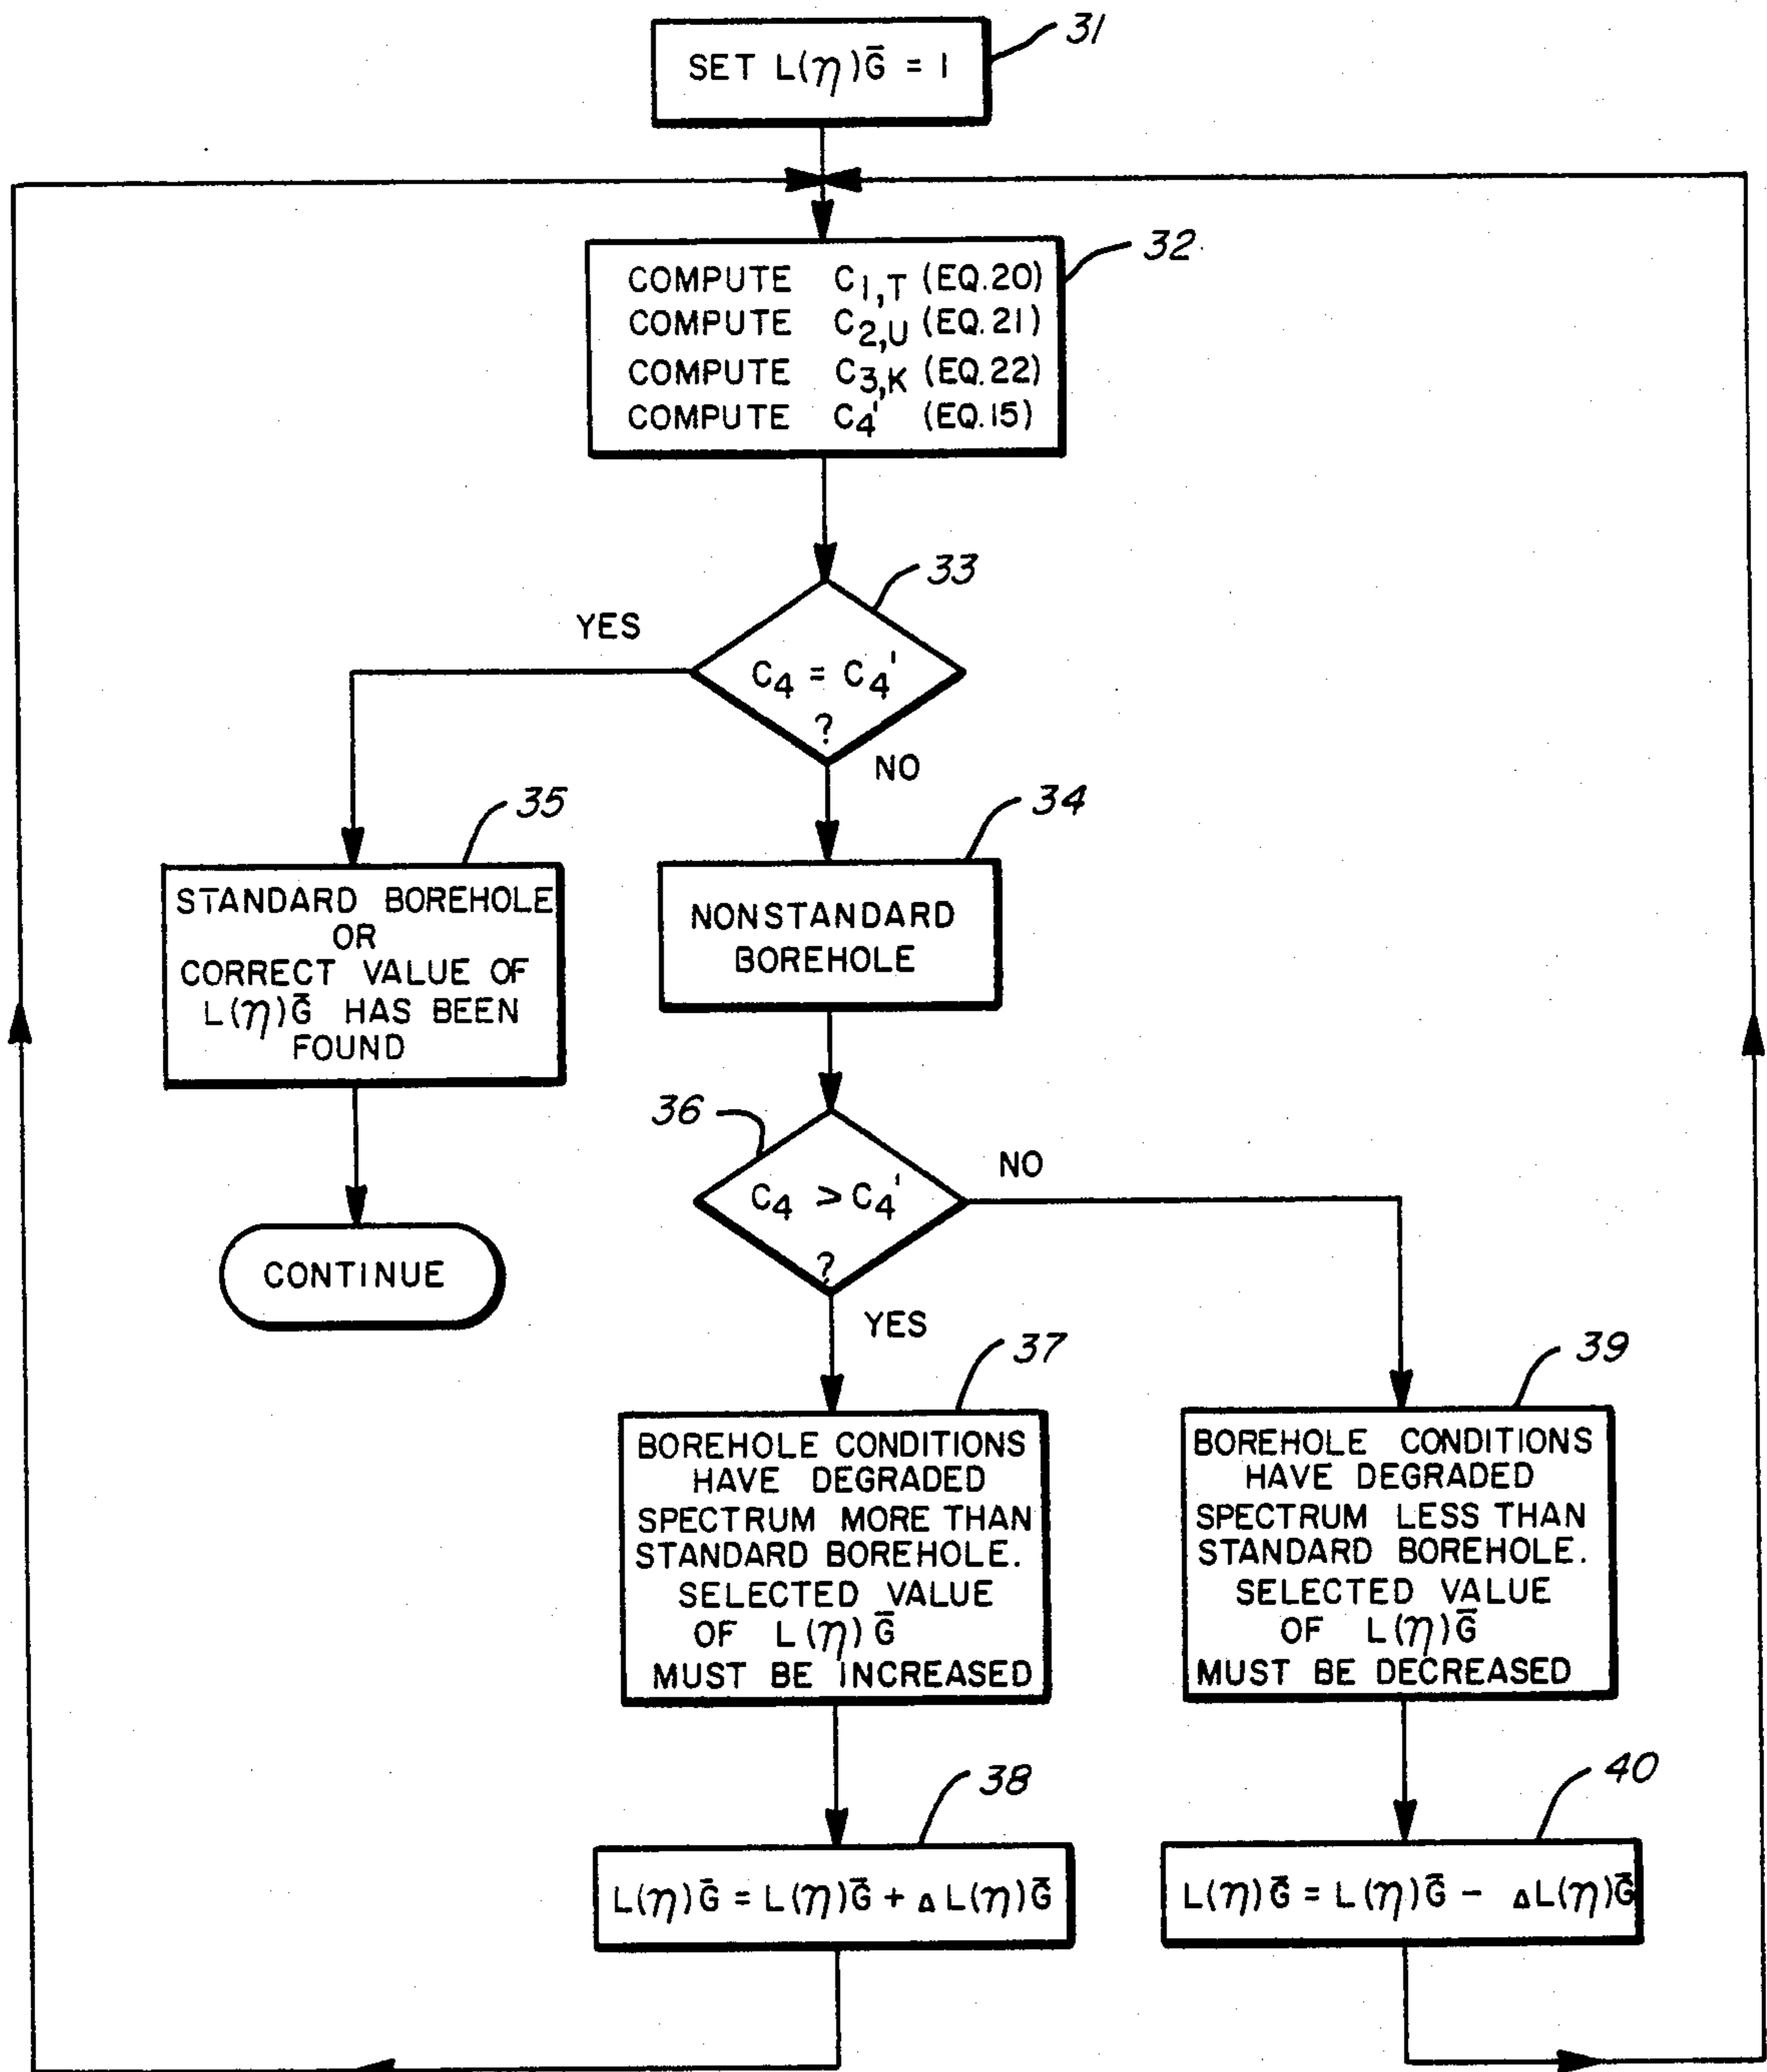 31
SET L(η)Ḡ = 1
32
COMPUTE C1,T (EQ.20)
COMPUTE C2,U (EQ.21)
COMPUTE C3,K (EQ.22)
COMPUTE C4' (EQ.15)
33
YES
C4 = C4'
?
NO
35
34
STANDARD BOREHOLE
OR
CORRECT VALUE OF
L(η)Ḡ HAS BEEN
FOUND
NONSTANDARD
BOREHOLE
36
NO
C4 > C4'
?
CONTINUE
YES
37
39
BOREHOLE CONDITIONS
HAVE DEGRADED
SPECTRUM MORE THAN
STANDARD BOREHOLE.
SELECTED VALUE
OF L(η)Ḡ
MUST BE INCREASED
BOREHOLE CONDITIONS
HAVE DEGRADED
SPECTRUM LESS THAN
STANDARD BOREHOLE.
SELECTED VALUE
OF L(η)Ḡ
MUST BE DECREASED
38
40
L(η)Ḡ = L(η)Ḡ + Δ L(η)Ḡ
L(η)Ḡ = L(η)Ḡ - Δ L(η)Ḡ